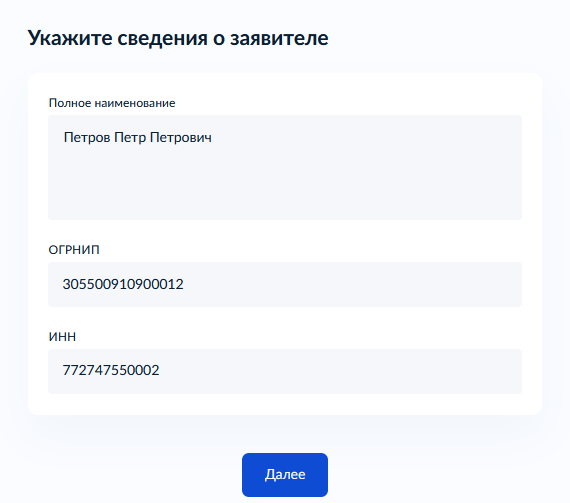 Укажите сведения о заявителе
Полное наименование
Петров Петр Петрович
ОГРНИП
305500910900012
ИНН
772747550002
Далее